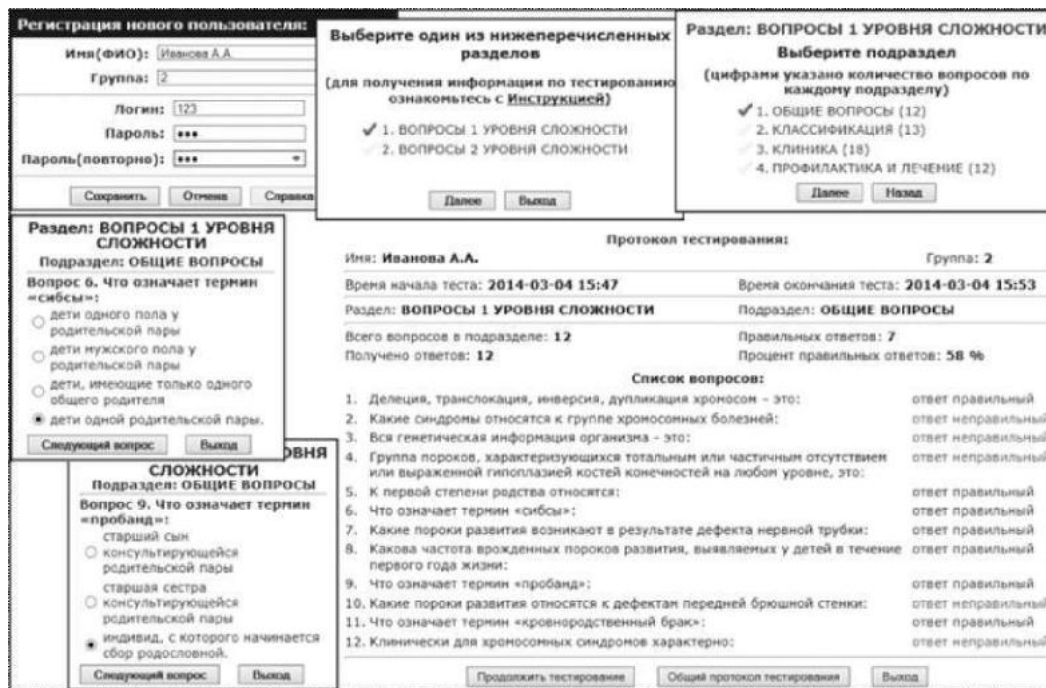 Регистрация нового пользователя:
Имя(ФИО): Иванова А.А.
Группа: 2
Логин: 123
Пароль: •••
Пароль(повторно): •••
Сохранить Отмена Справка
Выберите один из нижеперечисленных
разделов
(для получения информации по тестированию
ознакомьтесь с Инструкцией)
1. ВОПРОСЫ 1 УРОВНЯ СЛОЖНОСТИ
2. ВОПРОСЫ 2 УРОВНЯ СЛОЖНОСТИ
Далее Выход
Раздел: ВОПРОСЫ 1 УРОВНЯ СЛОЖНОСТИ
Выберите подраздел
(цифрами указано количество вопросов по
каждому подразделу)
1. ОБЩИЕ ВОПРОСЫ (12)
2. КЛАССИФИКАЦИЯ (13)
3. КЛИНИКА (18)
4. ПРОФИЛАКТИКА И ЛЕЧЕНИЕ (12)
Далее Назад
Раздел: ВОПРОСЫ 1 УРОВНЯ
СЛОЖНОСТИ
Подраздел: ОБЩИЕ ВОПРОСЫ
Вопрос 6. Что означает термин
«сибсы»:
дети одного пола у
родительской пары
дети мужского пола у
родительской пары
дети, имеющие только одного
общего родителя
дети одной родительской пары.
Следующий вопрос Выход
ОВНЯ
СЛОЖНОСТИ
Подраздел: ОБЩИЕ ВОПРОСЫ
Вопрос 9. Что означает термин
«пробанд»:
старший сын
консультирующейся
родительской пары
старшая сестра
консультирующейся
родительской пары
индивид, с которого начинается
сбор родословной.
Следующий вопрос Выход
Протокол тестирования:
Имя: Иванова А.А. Группа: 2
Время начала теста: 2014-03-04 15:47 Время окончания теста: 2014-03-04 15:53
Раздел: ВОПРОСЫ 1 УРОВНЯ СЛОЖНОСТИ Подраздел: ОБЩИЕ ВОПРОСЫ
Всего вопросов в подразделе: 12 Правильных ответов: 7
Получено ответов: 12 Процент правильных ответов: 58 %
Список вопросов:
1. Делеция, транслокация, инверсия, дупликация хромосом – это: ответ правильный
2. Какие синдромы относятся к группе хромосомных болезней: ответ неправильный
3. Вся генетическая информация организма – это: ответ неправильный
4. Группа пороков, характеризующихся тотальным или частичным отсутствием ответ неправильный
или выраженной гипоплазией костей конечностей на любом уровне, это:
5. К первой степени родства относятся: ответ правильный
6. Что означает термин «сибсы»: ответ правильный
7. Какие пороки развития возникают в результате дефекта нервной трубки: ответ правильный
8. Какова частота врожденных пороков развития, выявляемых у детей в течение ответ правильный
первого года жизни:
9. Что означает термин «пробанд»: ответ правильный
10. Какие пороки развития относятся к дефектам передней брюшной стенки: ответ неправильный
11. Что означает термин «кровнородственный брак»: ответ правильный
12. Клинически для хромосомных синдромов характерно: ответ неправильный
Продолжить тестирование Общий протокол тестирования Выход